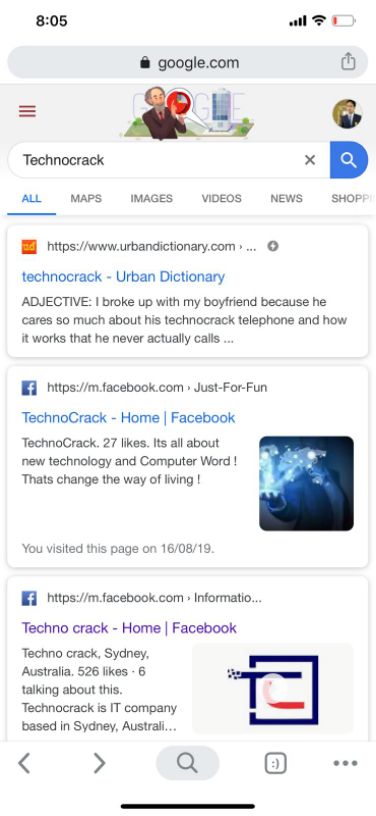 8:05
google.com
Technocrack
ALL MAPS IMAGES VIDEOS NEWS SHOPPI
https://www.urbandictionary.com › ...
technocrack - Urban Dictionary
ADJECTIVE: I broke up with my boyfriend because he
cares so much about his technocrack telephone and how
it works that he never actually calls ...
https://m.facebook.com › Just-For-Fun
TechnoCrack - Home | Facebook
TechnoCrack. 27 likes. Its all about
new technology and Computer Word !
Thats change the way of living !
You visited this page on 16/08/19.
https://m.facebook.com › Informatio...
Techno crack - Home | Facebook
Techno crack, Sydney,
Australia. 526 likes · 6
talking about this.
Technocrack is IT company
based in Sydney, Australi...
:)